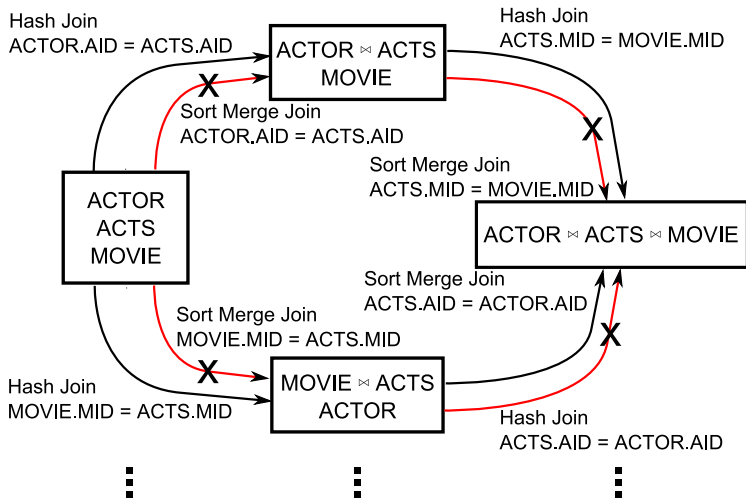 Hash Join
ACTOR.AID = ACTS.AID
ACTOR ⋈ ACTS
MOVIE
Hash Join
ACTS.MID = MOVIE.MID
X
Sort Merge Join
ACTOR.AID = ACTS.AID
X
Sort Merge Join
ACTS.MID = MOVIE.MID
ACTOR
ACTS
MOVIE
ACTOR ⋈ ACTS ⋈ MOVIE
Sort Merge Join
ACTS.AID = ACTOR.AID
Sort Merge Join
MOVIE.MID = ACTS.MID
X
X
Hash Join
MOVIE.MID = ACTS.MID
MOVIE ⋈ ACTS
ACTOR
Hash Join
ACTS.AID = ACTOR.AID